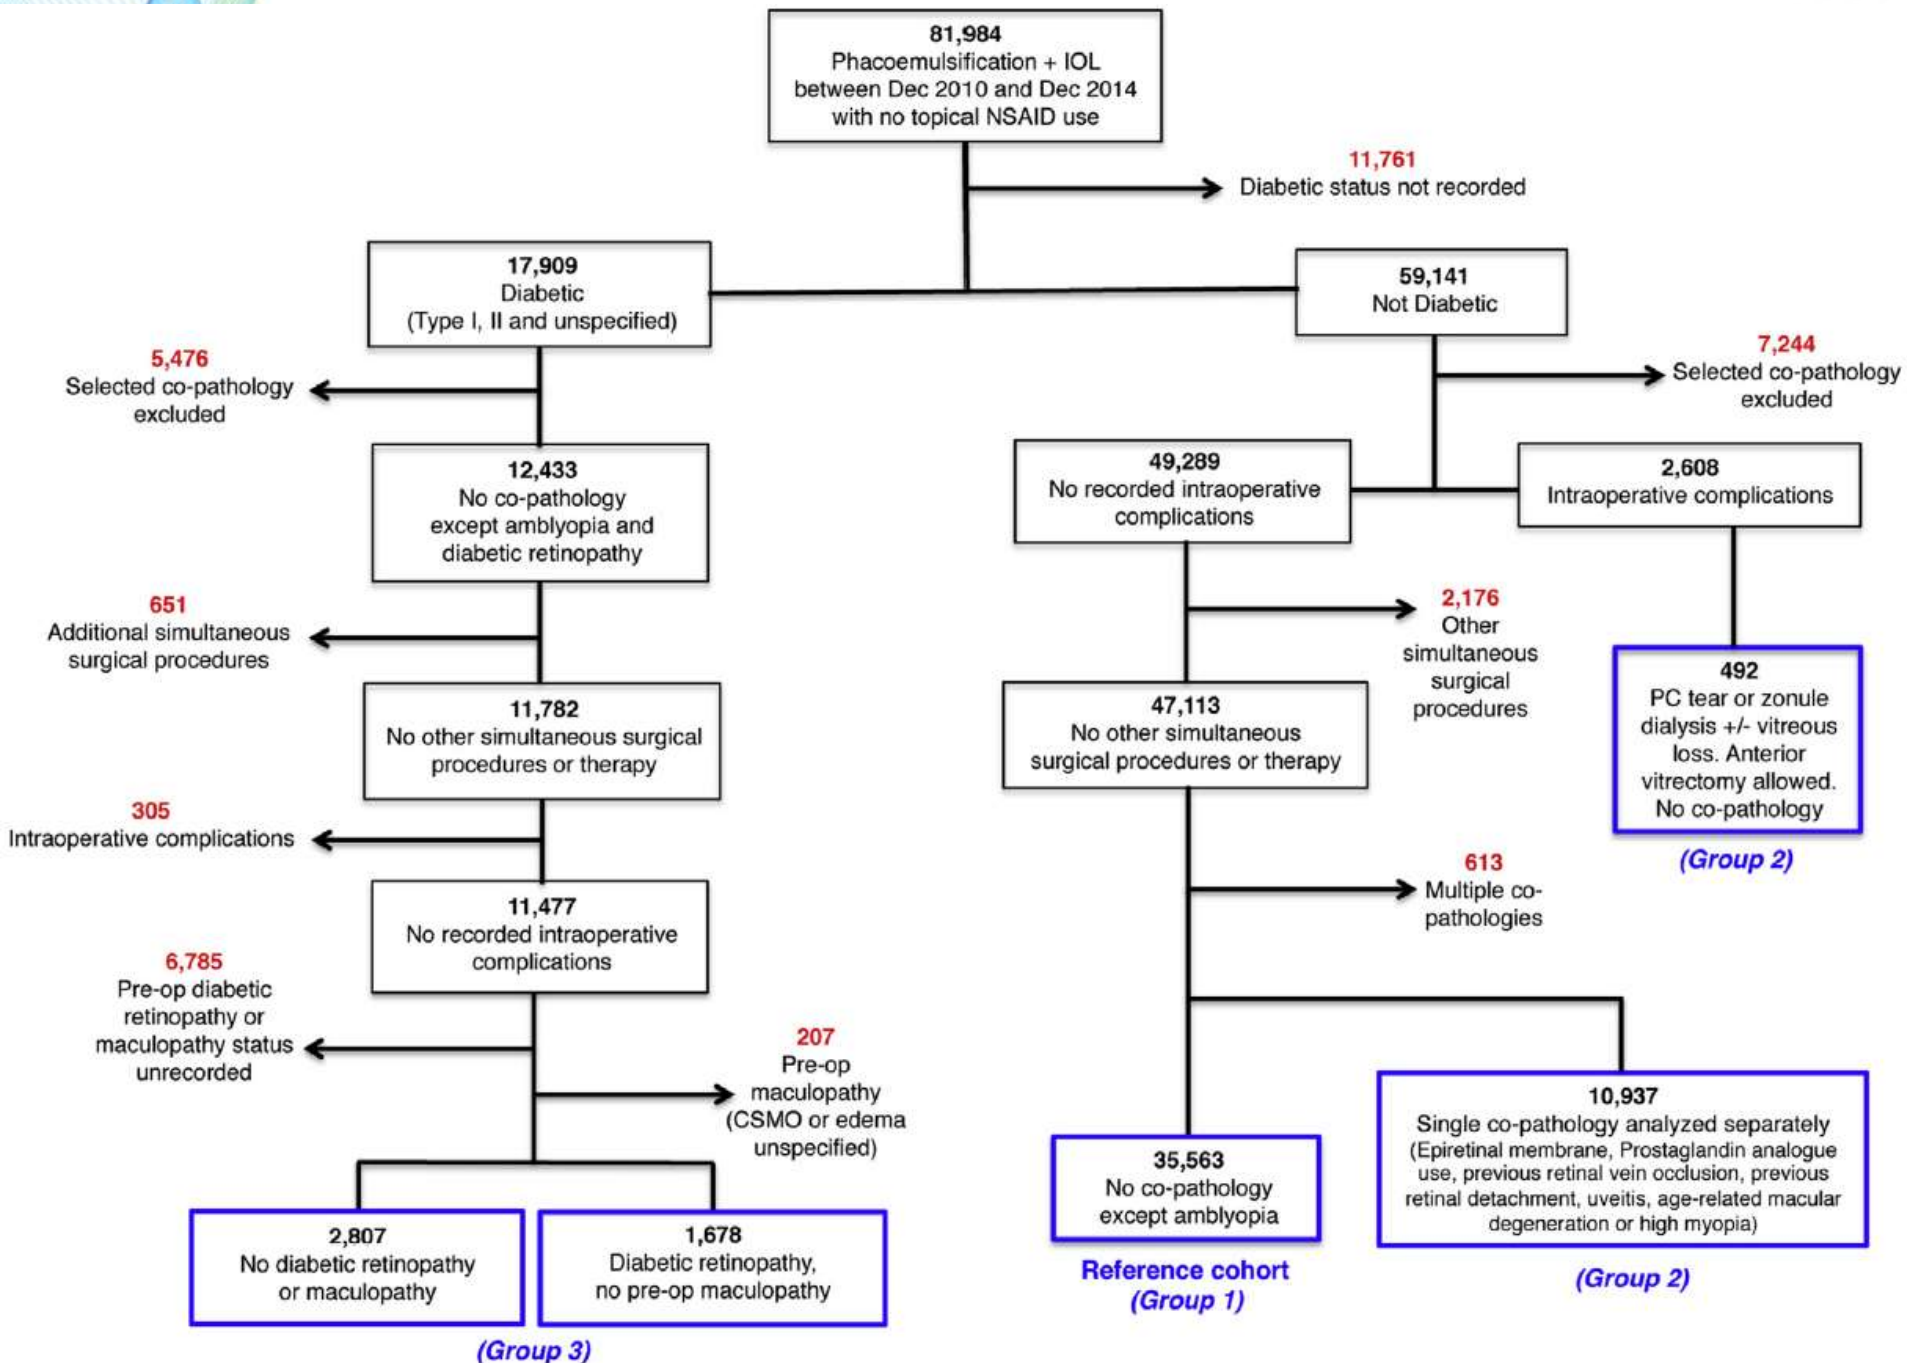 81,984
Phacoemulsification + IOL
between Dec 2010 and Dec 2014
with no topical NSAID use
11,761
Diabetic status not recorded
17,909
Diabetic
(Type I, II and unspecified)
59,141
Not Diabetic
5,476
Selected co-pathology
excluded
7,244
Selected co-pathology
excluded
12,433
No co-pathology
except amblyopia and
diabetic retinopathy
49,289
No recorded intraoperative
complications
2,608
Intraoperative complications
651
Additional simultaneous
surgical procedures
2,176
Other
simultaneous
surgical
procedures
11,782
No other simultaneous surgical
procedures or therapy
47,113
No other simultaneous
surgical procedures or therapy
492
PC tear or zonule
dialysis +/- vitreous
loss. Anterior
vitrectomy allowed.
No co-pathology
(Group 2)
305
Intraoperative complications
613
Multiple co-
pathologies
11,477
No recorded intraoperative
complications
6,785
Pre-op diabetic
retinopathy or
maculopathy status
unrecorded
207
Pre-op
maculopathy
(CSMO or edema
unspecified)
2,807
No diabetic retinopathy
or maculopathy
1,678
Diabetic retinopathy,
no pre-op maculopathy
(Group 3)
35,563
No co-pathology
except amblyopia
Reference cohort
(Group 1)
10,937
Single co-pathology analyzed separately
(Epiretinal membrane, Prostaglandin analogue
use, previous retinal vein occlusion, previous
retinal detachment, uveitis, age-related macular
degeneration or high myopia)
(Group 2)